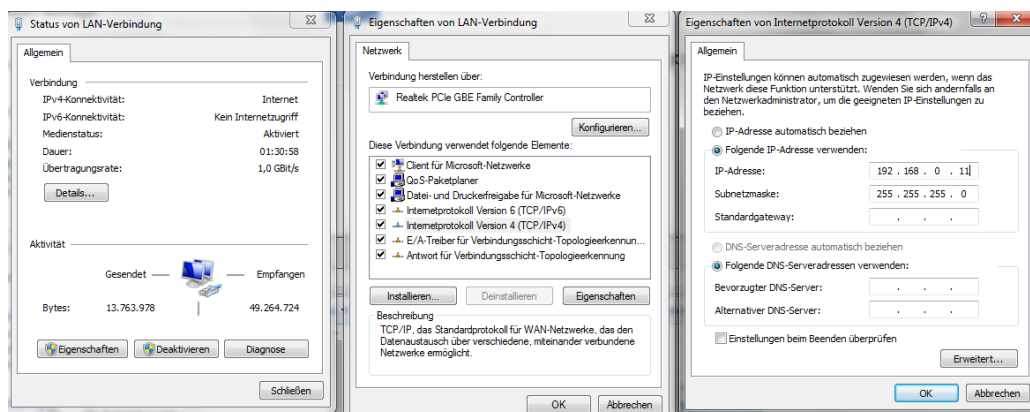 Status von LAN-Verbindung
Allgemein
Verbindung
IPv4-Konnektivität: Internet
IPv6-Konnektivität: Kein Internetzugriff
Medienstatus: Aktiviert
Dauer: 01:30:58
Übertragungsrate: 1,0 GBit/s
Details...
Aktivität
Gesendet — — Empfangen
Bytes: 13.763.978 49.264.724
Eigenschaften Deaktivieren Diagnose
Schließen
Eigenschaften von LAN-Verbindung
Netzwerk
Verbindung herstellen über:
Realtek PCIe GBE Family Controller
Konfigurieren...
Diese Verbindung verwendet folgende Elemente:
Client für Microsoft-Netzwerke
QoS-Paketplaner
Datei- und Druckerfreigabe für Microsoft-Netzwerke
Internetprotokoll Version 6 (TCP/IPv6)
Internetprotokoll Version 4 (TCP/IPv4)
E/A-Treiber für Verbindungsschicht-Topologieerkennun...
Antwort für Verbindungsschicht-Topologieerkennung
Installieren... Deinstallieren Eigenschaften
Beschreibung
TCP/IP, das Standardprotokoll für WAN-Netzwerke, das den
Datenaustausch über verschiedene, miteinander verbundene
Netzwerke ermöglicht.
OK Abbrechen
Eigenschaften von Internetprotokoll Version 4 (TCP/IPv4)
Allgemein
IP-Einstellungen können automatisch zugewiesen werden, wenn das
Netzwerk diese Funktion unterstützt. Wenden Sie sich andernfalls an
den Netzwerkadministrator, um die geeigneten IP-Einstellungen zu
beziehen.
IP-Adresse automatisch beziehen
Folgende IP-Adresse verwenden:
IP-Adresse: 192 . 168 . 0 . 11
Subnetzmaske: 255 . 255 . 255 . 0
Standardgateway: . . .
DNS-Serveradresse automatisch beziehen
Folgende DNS-Serveradressen verwenden:
Bevorzugter DNS-Server: . . .
Alternativer DNS-Server: . . .
Einstellungen beim Beenden überprüfen
Erweitert...
OK Abbrechen